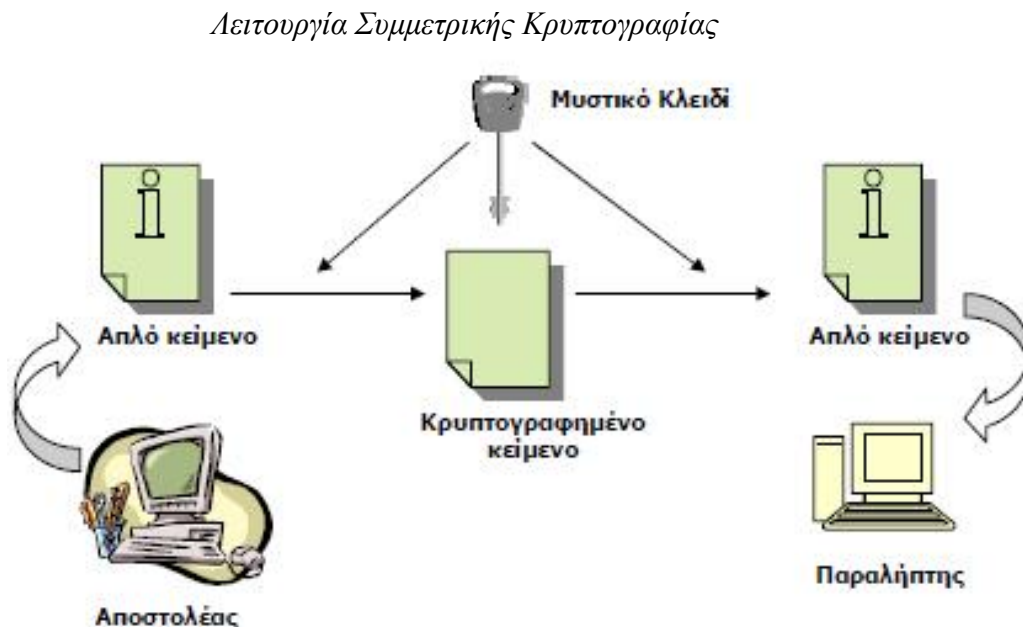 Λειτουργία Συμμετρικής Κρυπτογραφίας
Μυστικό Κλειδί
Απλό κείμενο
Απλό κείμενο
Κρυπτογραφημένο
κείμενο
Αποστολέας
Παραλήπτης